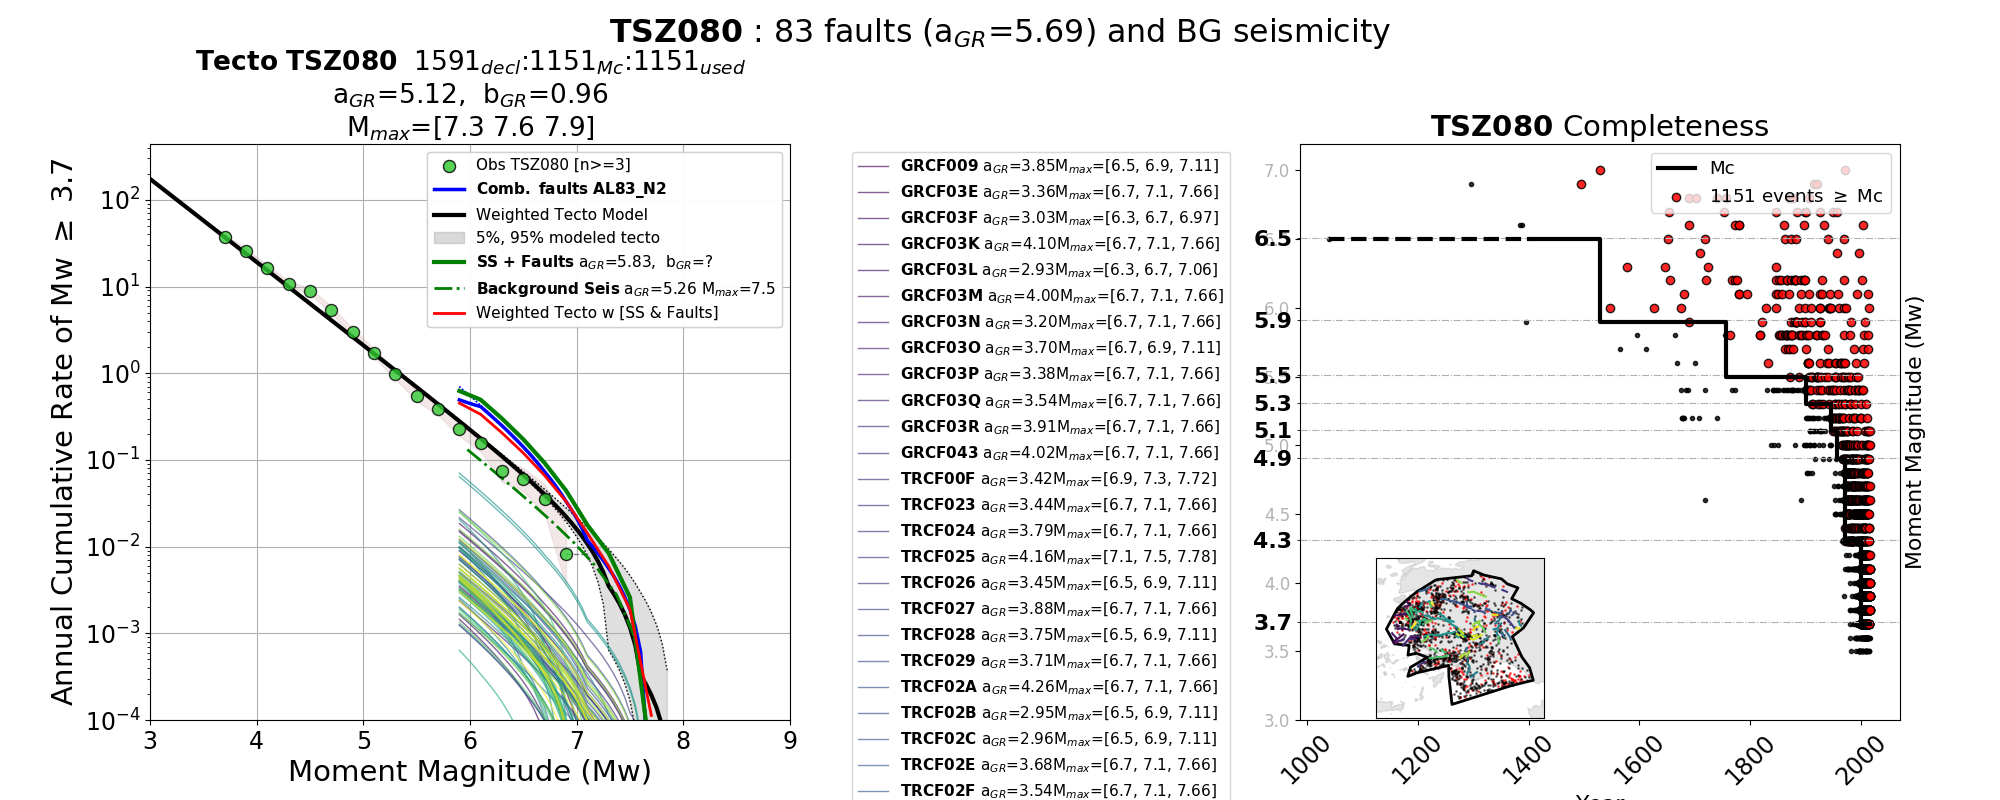 TSZ080 : 83 faults (aGR=5.69) and BG seismicity
Tecto TSZ080 1591decl:1151Mc:1151used
aGR=5.12, bGR=0.96
Mmax=[7.3 7.6 7.9]
Annual Cumulative Rate of Mw ≥ 3.7
10²
10¹
10⁰
10⁻¹
10⁻²
10⁻³
10⁻⁴
3 4 5 6 7 8 9
Moment Magnitude (Mw)
Obs TSZ080 [n>=3]
Comb. faults AL83_N2
Weighted Tecto Model
5%, 95% modeled tecto
SS + Faults aGR=5.83, bGR=?
Background Seis aGR=5.26 Mmax=7.5
Weighted Tecto w [SS & Faults]
GRCF009 aGR=3.85Mmax=[6.5, 6.9, 7.11]
GRCF03E aGR=3.36Mmax=[6.7, 7.1, 7.66]
GRCF03F aGR=3.03Mmax=[6.3, 6.7, 6.97]
GRCF03K aGR=4.10Mmax=[6.7, 7.1, 7.66]
GRCF03L aGR=2.93Mmax=[6.3, 6.7, 7.06]
GRCF03M aGR=4.00Mmax=[6.7, 7.1, 7.66]
GRCF03N aGR=3.20Mmax=[6.7, 7.1, 7.66]
GRCF03O aGR=3.70Mmax=[6.7, 6.9, 7.11]
GRCF03P aGR=3.38Mmax=[6.7, 7.1, 7.66]
GRCF03Q aGR=3.54Mmax=[6.7, 7.1, 7.66]
GRCF03R aGR=3.91Mmax=[6.7, 7.1, 7.66]
GRCF043 aGR=4.02Mmax=[6.7, 7.1, 7.66]
TRCF00F aGR=3.42Mmax=[6.9, 7.3, 7.72]
TRCF023 aGR=3.44Mmax=[6.7, 7.1, 7.66]
TRCF024 aGR=3.79Mmax=[6.7, 7.1, 7.66]
TRCF025 aGR=4.16Mmax=[7.1, 7.5, 7.78]
TRCF026 aGR=3.45Mmax=[6.5, 6.9, 7.11]
TRCF027 aGR=3.88Mmax=[6.7, 7.1, 7.66]
TRCF028 aGR=3.75Mmax=[6.5, 6.9, 7.11]
TRCF029 aGR=3.71Mmax=[6.7, 7.1, 7.66]
TRCF02A aGR=4.26Mmax=[6.7, 7.1, 7.66]
TRCF02B aGR=2.95Mmax=[6.5, 6.9, 7.11]
TRCF02C aGR=2.96Mmax=[6.5, 6.9, 7.11]
TRCF02E aGR=3.68Mmax=[6.7, 7.1, 7.66]
TRCF02F aGR=3.54Mmax=[6.7, 7.1, 7.66]
TSZ080 Completeness
Mc
1151 events ≥ Mc
7.0
6.5
6.0
5.9
5.5
5.3
5.1
5.0
4.9
4.5
4.3
4.0
3.7
3.5
3.0
1000 1200 1400 1600 1800 2000
Moment Magnitude (Mw)